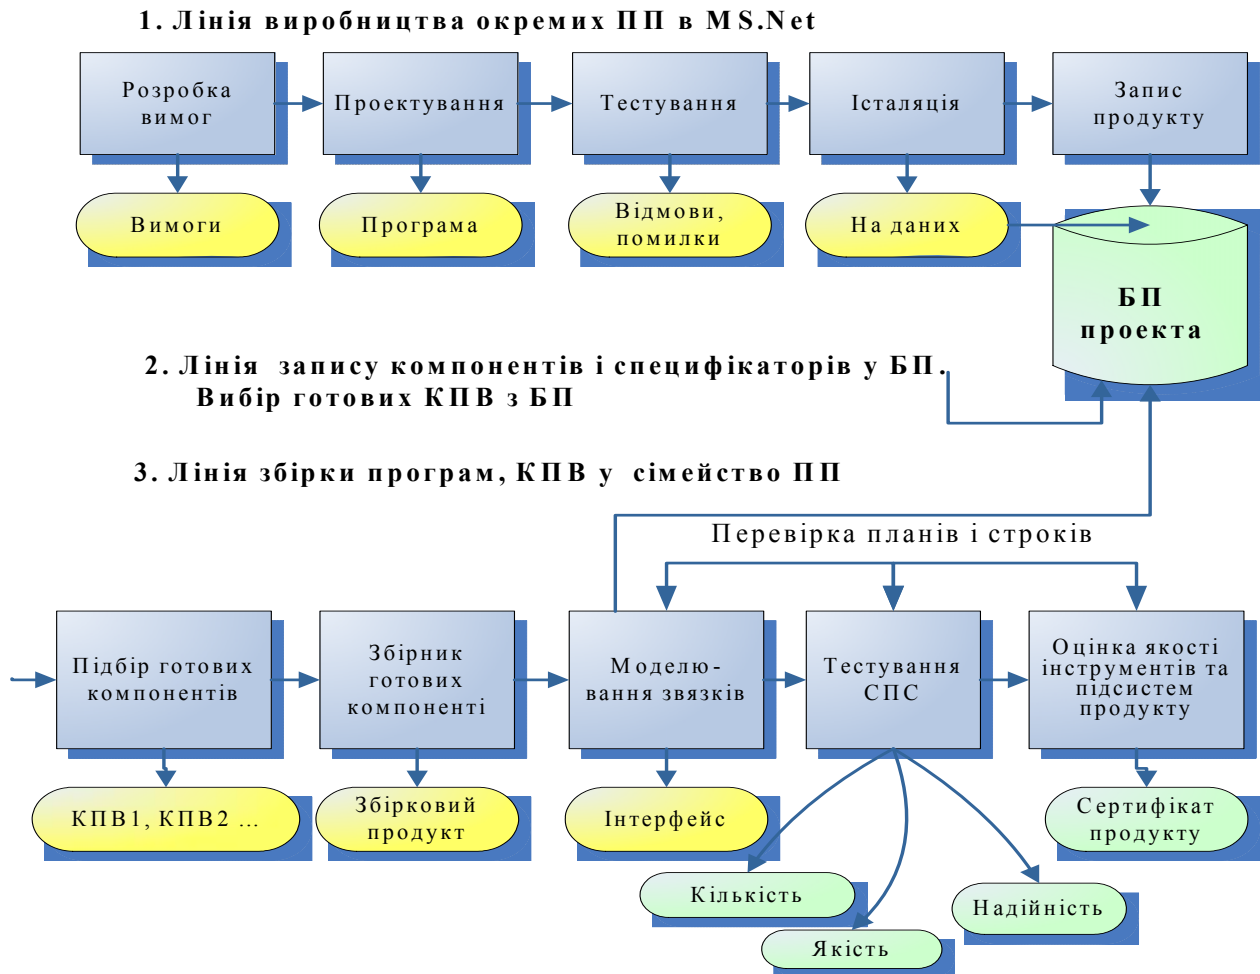 1. Лінія виробництва окремих ПП в MS.Net
Розробка
вимог
Проектування
Тестування
Існталяція
Запис
продукту
Вимоги
Програма
Відмови,
помилки
На даних
БП
проекта
2. Лінія запису компонентів і специфікаторів у БП.
Вибір готових КПВ з БП
3. Лінія збірки програм, КПВ у сімейство ПП
Перевірка планів і строків
Підбір готових
компонентів
Збірник
готових
компоненті
Моделю-
вання звязків
Тестування
СПС
Оцінка якості
інструментів та
підсистем
продукту
КПВ1, КПВ2 ...
Збірковий
продукт
Інтерфейс
Сертифікат
продукту
Кількість
Надійність
Якість